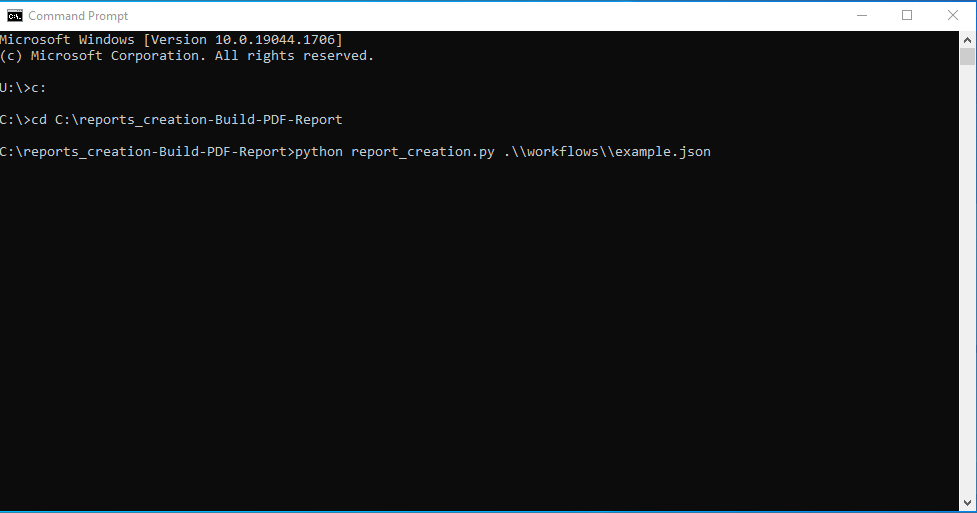 Command Prompt
Microsoft Windows [Version 10.0.19044.1706]
(c) Microsoft Corporation. All rights reserved.
U:\>c:
C:\>cd C:\reports_creation-Build-PDF-Report
C:\reports_creation-Build-PDF-Report>python report_creation.py .\\workflows\\example.json